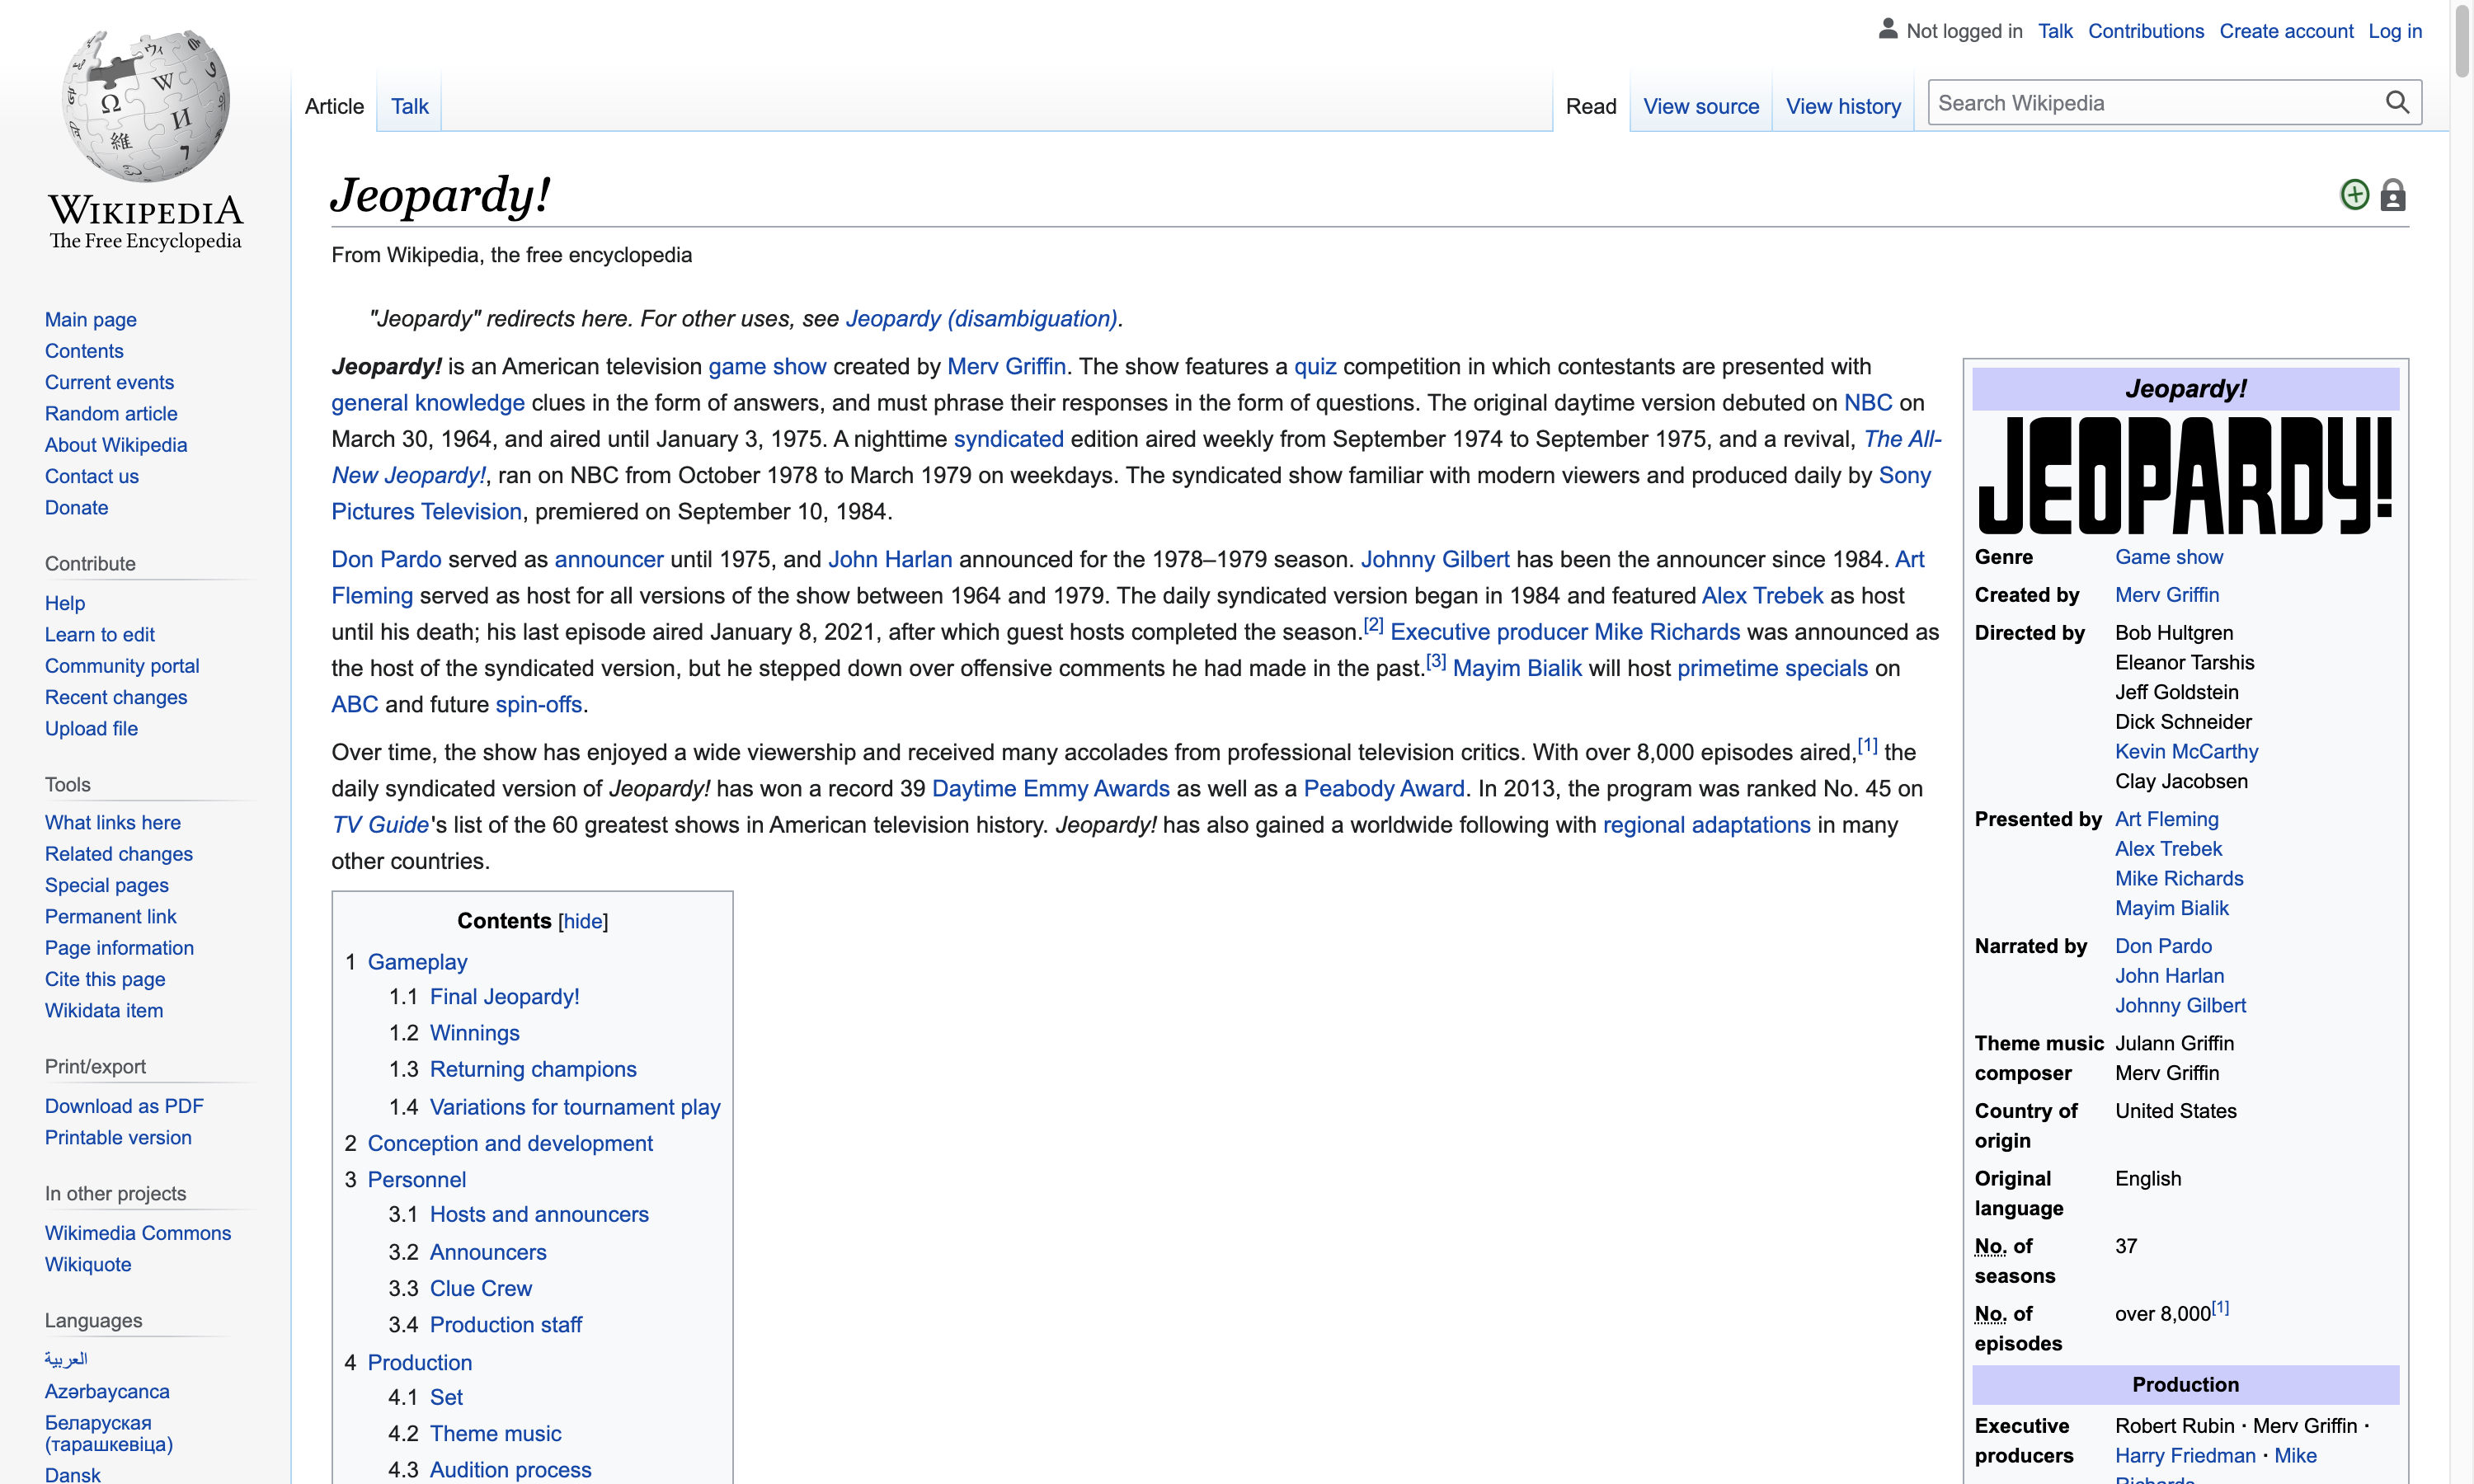 Not logged in Talk Contributions Create account Log in
Article Talk Read View source View history Search Wikipedia
WIKIPEDIA
The Free Encyclopedia
Main page
Contents
Current events
Random article
About Wikipedia
Contact us
Donate
Contribute
Help
Learn to edit
Community portal
Recent changes
Upload file
Tools
What links here
Related changes
Special pages
Permanent link
Page information
Cite this page
Wikidata item
Print/export
Download as PDF
Printable version
In other projects
Wikimedia Commons
Wikiquote
Languages
العربية
Azərbaycanca
Беларуская
(тарашкевіца)
Dansk
Jeopardy!
From Wikipedia, the free encyclopedia
"Jeopardy" redirects here. For other uses, see Jeopardy (disambiguation).
Jeopardy! is an American television game show created by Merv Griffin. The show features a quiz competition in which contestants are presented with
general knowledge clues in the form of answers, and must phrase their responses in the form of questions. The original daytime version debuted on NBC on
March 30, 1964, and aired until January 3, 1975. A nighttime syndicated edition aired weekly from September 1974 to September 1975, and a revival, The All-
New Jeopardy!, ran on NBC from October 1978 to March 1979 on weekdays. The syndicated show familiar with modern viewers and produced daily by Sony
Pictures Television, premiered on September 10, 1984.
Don Pardo served as announcer until 1975, and John Harlan announced for the 1978–1979 season. Johnny Gilbert has been the announcer since 1984. Art
Fleming served as host for all versions of the show between 1964 and 1979. The daily syndicated version began in 1984 and featured Alex Trebek as host
until his death; his last episode aired January 8, 2021, after which guest hosts completed the season.[2] Executive producer Mike Richards was announced as
the host of the syndicated version, but he stepped down over offensive comments he had made in the past.[3] Mayim Bialik will host primetime specials on
ABC and future spin-offs.
Over time, the show has enjoyed a wide viewership and received many accolades from professional television critics. With over 8,000 episodes aired,[1] the
daily syndicated version of Jeopardy! has won a record 39 Daytime Emmy Awards as well as a Peabody Award. In 2013, the program was ranked No. 45 on
TV Guide's list of the 60 greatest shows in American television history. Jeopardy! has also gained a worldwide following with regional adaptations in many
other countries.
Contents [hide]
1 Gameplay
1.1 Final Jeopardy!
1.2 Winnings
1.3 Returning champions
1.4 Variations for tournament play
2 Conception and development
3 Personnel
3.1 Hosts and announcers
3.2 Announcers
3.3 Clue Crew
3.4 Production staff
4 Production
4.1 Set
4.2 Theme music
4.3 Audition process
Jeopardy!
JEOPARDY!
Genre Game show
Created by Merv Griffin
Directed by Bob Hultgren
Eleanor Tarshis
Jeff Goldstein
Dick Schneider
Kevin McCarthy
Clay Jacobsen
Presented by Art Fleming
Alex Trebek
Mike Richards
Mayim Bialik
Narrated by Don Pardo
John Harlan
Johnny Gilbert
Theme music Julann Griffin
composer Merv Griffin
Country of United States
origin
Original English
language
No. of 37
seasons
No. of over 8,000[1]
episodes
Production
Executive Robert Rubin · Merv Griffin ·
producers Harry Friedman · Mike
Richards